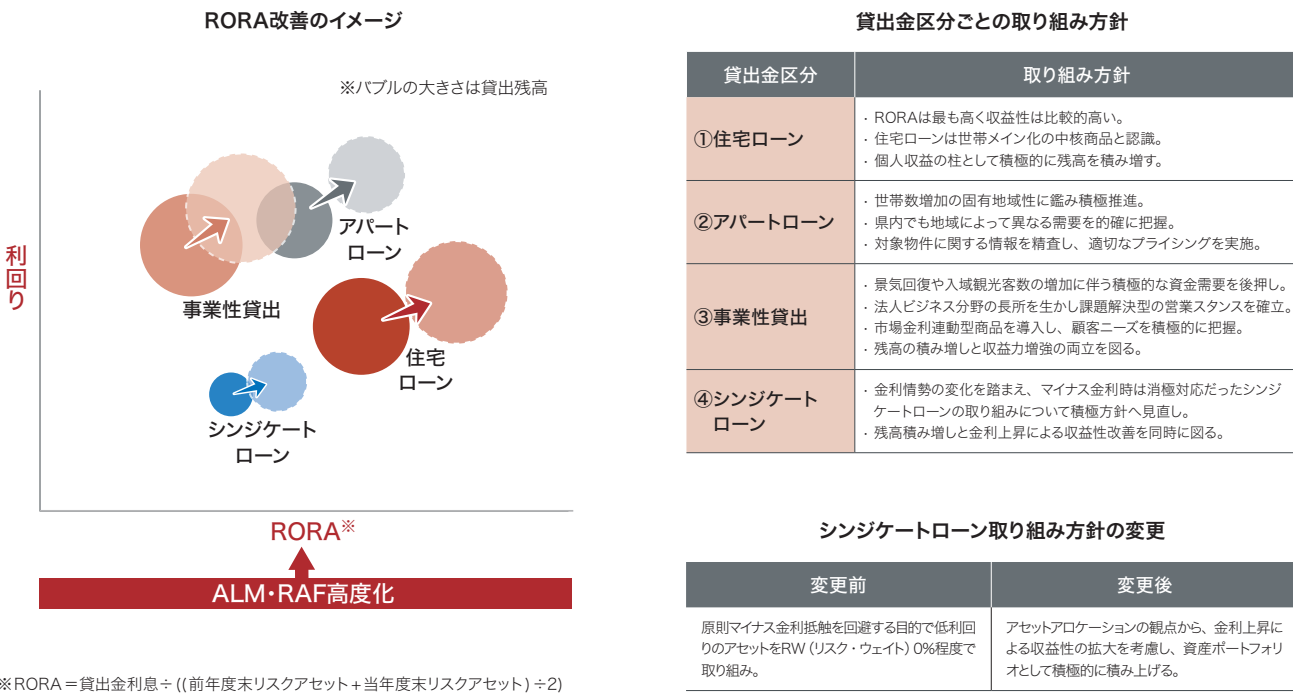 RORA改善のイメージ
※バブルの大きさは貸出残高
利回り
アパート
ローン
事業性貸出
住宅
ローン
シンジケート
ローン
RORA※
ALM・RAF高度化
※RORA＝貸出金利息÷((前年度末リスクアセット+当年度末リスクアセット)÷2)
貸出金区分ごとの取り組み方針
貸出金区分
取り組み方針
①住宅ローン
・RORAは最も高く収益性は比較的高い。
・住宅ローンは世帯メイン化の中核商品と認識。
・個人収益の柱として積極的に残高を積み増す。
②アパートローン
・世帯数増加の固有地域性に鑑み積極推進。
・県内でも地域によって異なる需要を的確に把握。
・対象物件に関する情報を精査し、適切なプライシングを実施。
③事業性貸出
・景気回復や入域観光客数の増加に伴う積極的な資金需要を後押し。
・法人ビジネス分野の長所を生かし課題解決型の営業スタンスを確立。
・市場金利連動型商品を導入し、顧客ニーズを積極的に把握。
・残高の積み増しと収益力増強の両立を図る。
④シンジケート
ローン
・金利情勢の変化を踏まえ、マイナス金利時は消極対応だったシンジ
ケートローンの取り組みについて積極方針へ見直し。
・残高積み増しと金利上昇による収益性改善を同時に図る。
シンジケートローン取り組み方針の変更
変更前
変更後
原則マイナス金利抵触を回避する目的で低利回
りのアセットをRW（リスク・ウェイト）0%程度で
取り組み。
アセットアロケーションの観点から、金利上昇に
よる収益性の拡大を考慮し、資産ポートフォリ
オとして積極的に積み上げる。